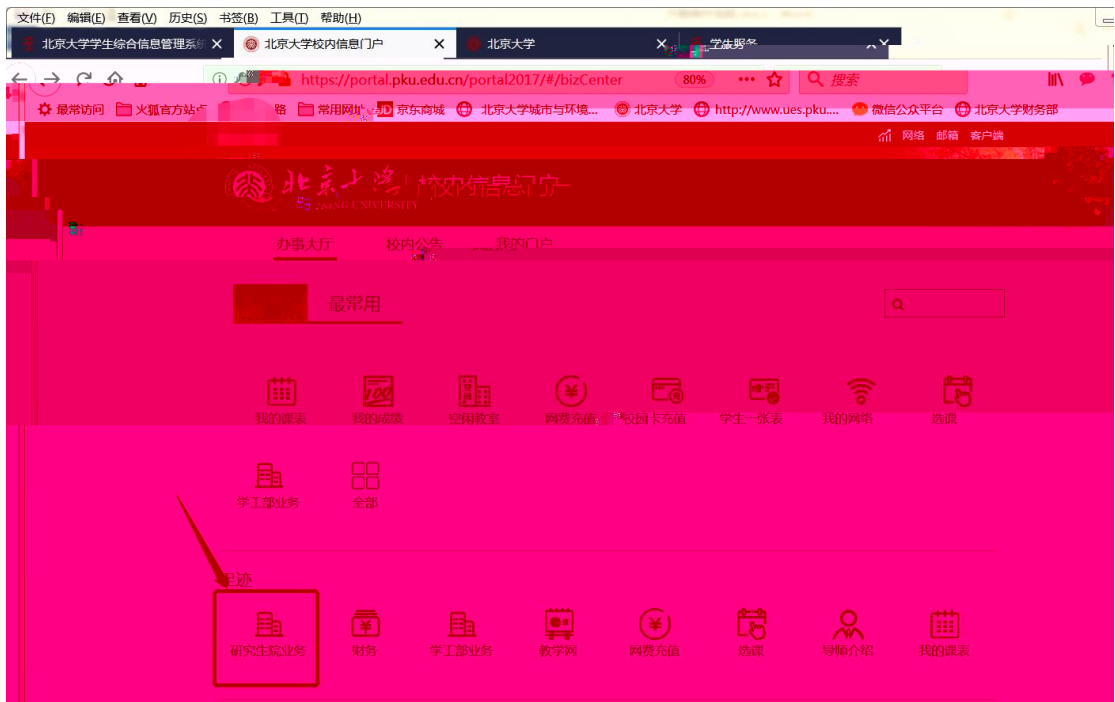 文件(F) 编辑(E) 查看(V) 历史(S) 书签(B) 工具(T) 帮助(H)
北京大学学生综合信息管理系统 北京大学校内信息门户 北京大学 学生服务
https://portal.pku.edu.cn/portal2017/#/bizCenter 80% 搜索
最常访问 火狐官方站点 常用网址 JD 京东商城 北京大学城市与环境... 北京大学 http://www.ues.pku.... 微信公众平台 北京大学财务部
网络 邮箱 客户端
北京大学 校内信息门户
PEKING UNIVERSITY
办事大厅 校内公告 我的门户
最常用
我的课表 我的成绩 空闲教室 网费充值 校园卡充值 学生一张表 我的网络 选课
学工部业务 全部
足迹
研究生院业务 财务 学工部业务 教学网 网费充值 选课 导师介绍 我的课表